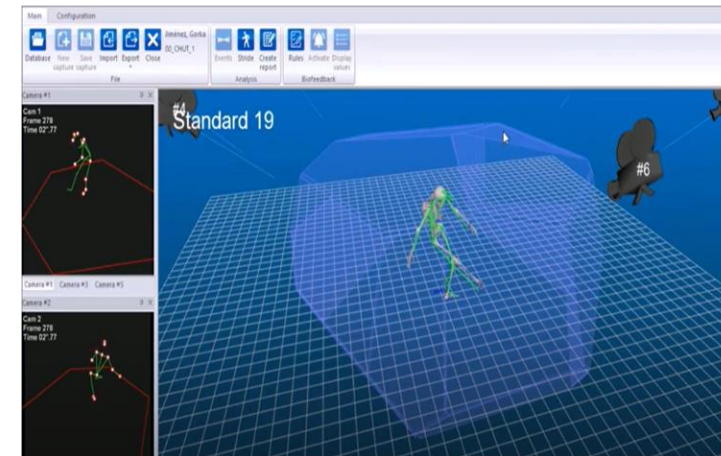 Main Configuration
Database
New capture
Save capture
Import
Export
Close
Jiménez, Gorka
00_CHUT_1
File
Events
Stride
Create report
Analysis
Rules
Activate
Display values
Biofeedback
Camera #1
Cam 1
Frame 278
Time 02".77
Camera #1 Camera #3 Camera #5
Camera #2
Cam 2
Frame 278
Time 02".77
#4
Standard 19
#6